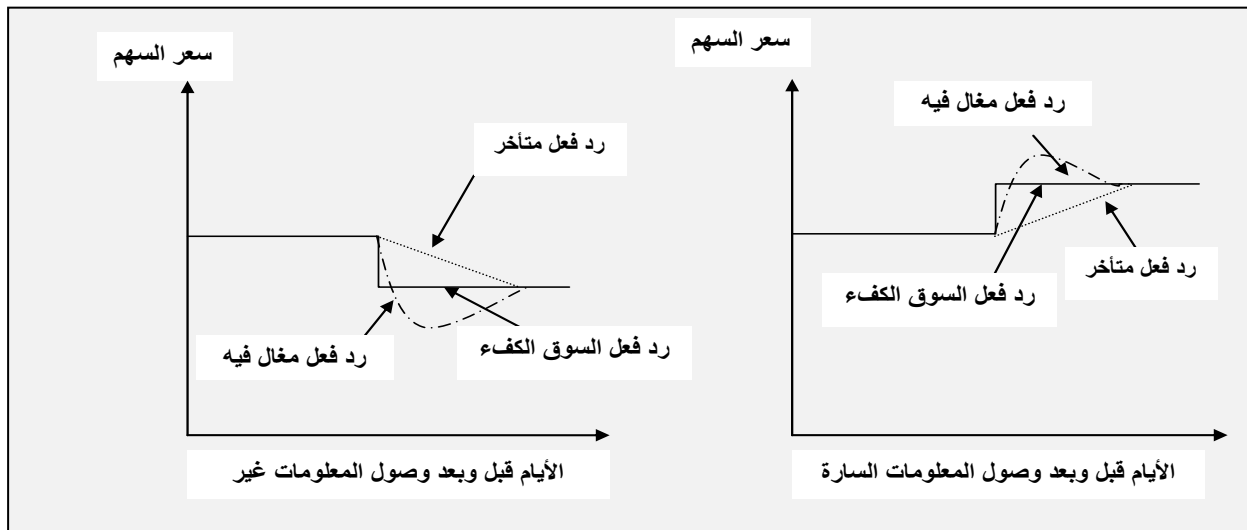 سعر السهم
رد فعل مغال فيه
رد فعل متأخر
رد فعل السوق الكفء
الأيام قبل وبعد وصول المعلومات السارة
سعر السهم
رد فعل متأخر
رد فعل السوق الكفء
رد فعل مغال فيه
الأيام قبل وبعد وصول المعلومات غير